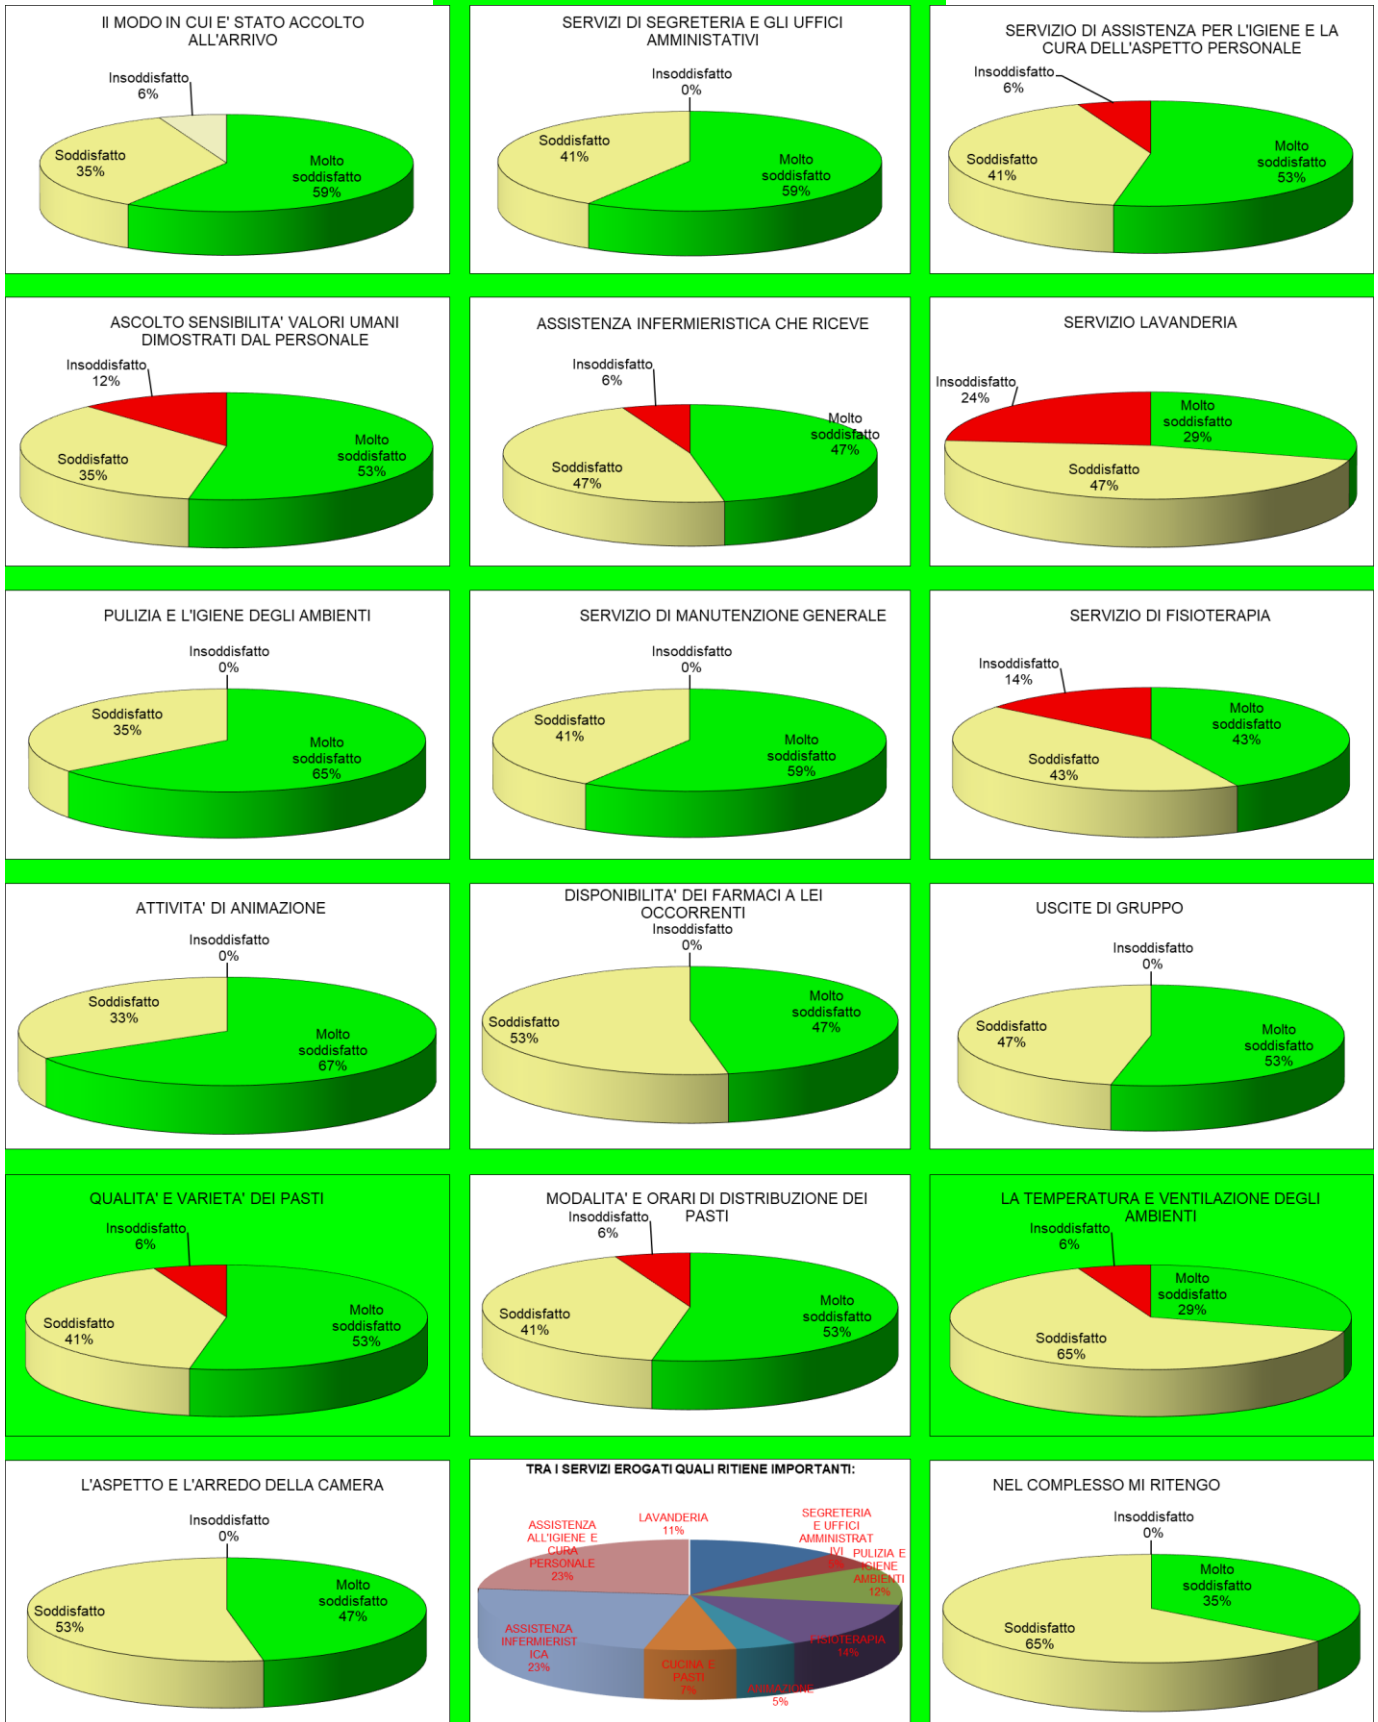 Il MODO IN CUI E' STATO ACCOLTO
ALL'ARRIVO
Insoddisfatto
6%
Soddisfatto
35%
Molto
soddisfatto
59%
SERVIZI DI SEGRETERIA E GLI UFFICI
AMMINISTATIVI
Insoddisfatto
0%
Soddisfatto
41%
Molto
soddisfatto
59%
SERVIZIO DI ASSISTENZA PER L'IGIENE E LA
CURA DELL'ASPETTO PERSONALE
Insoddisfatto
6%
Soddisfatto
41%
Molto
soddisfatto
53%
ASCOLTO SENSIBILITA' VALORI UMANI
DIMOSTRATI DAL PERSONALE
Insoddisfatto
12%
Soddisfatto
35%
Molto
soddisfatto
53%
ASSISTENZA INFERMIERISTICA CHE RICEVE
Insoddisfatto
6%
Soddisfatto
47%
Molto
soddisfatto
47%
SERVIZIO LAVANDERIA
Insoddisfatto
24%
Molto
soddisfatto
29%
Soddisfatto
47%
PULIZIA E L'IGIENE DEGLI AMBIENTI
Insoddisfatto
0%
Soddisfatto
35%
Molto
soddisfatto
65%
SERVIZIO DI MANUTENZIONE GENERALE
Insoddisfatto
0%
Soddisfatto
41%
Molto
soddisfatto
59%
SERVIZIO DI FISIOTERAPIA
Insoddisfatto
14%
Molto
soddisfatto
43%
Soddisfatto
43%
ATTIVITA' DI ANIMAZIONE
Insoddisfatto
0%
Soddisfatto
33%
Molto
soddisfatto
67%
DISPONIBILITA' DEI FARMACI A LEI
OCCORRENTI
Insoddisfatto
0%
Soddisfatto
53%
Molto
soddisfatto
47%
USCITE DI GRUPPO
Insoddisfatto
0%
Soddisfatto
47%
Molto
soddisfatto
53%
QUALITA' E VARIETA' DEI PASTI
Insoddisfatto
6%
Soddisfatto
41%
Molto
soddisfatto
53%
MODALITA' E ORARI DI DISTRIBUZIONE DEI
PASTI
Insoddisfatto
6%
Soddisfatto
41%
Molto
soddisfatto
53%
LA TEMPERATURA E VENTILAZIONE DEGLI
AMBIENTI
Insoddisfatto
6%
Molto
soddisfatto
29%
Soddisfatto
65%
L'ASPETTO E L'ARREDO DELLA CAMERA
Insoddisfatto
0%
Soddisfatto
53%
Molto
soddisfatto
47%
TRA I SERVIZI EROGATI QUALI RITIENE IMPORTANTI:
LAVANDERIA
11%
SEGRETERIA
E UFFICI
AMMINISTRAT
IVI
5%
PULIZIA E
IGIENE
AMBIENTI
12%
FISIOTERAPIA
14%
ANIMAZIONE
5%
CUCINA E
PASTI
7%
ASSISTENZA
INFERMIERIST
ICA
23%
ASSISTENZA
ALL'IGIENE E
CURA
PERSONALE
23%
NEL COMPLESSO MI RITENGO
Insoddisfatto
0%
Molto
soddisfatto
35%
Soddisfatto
65%